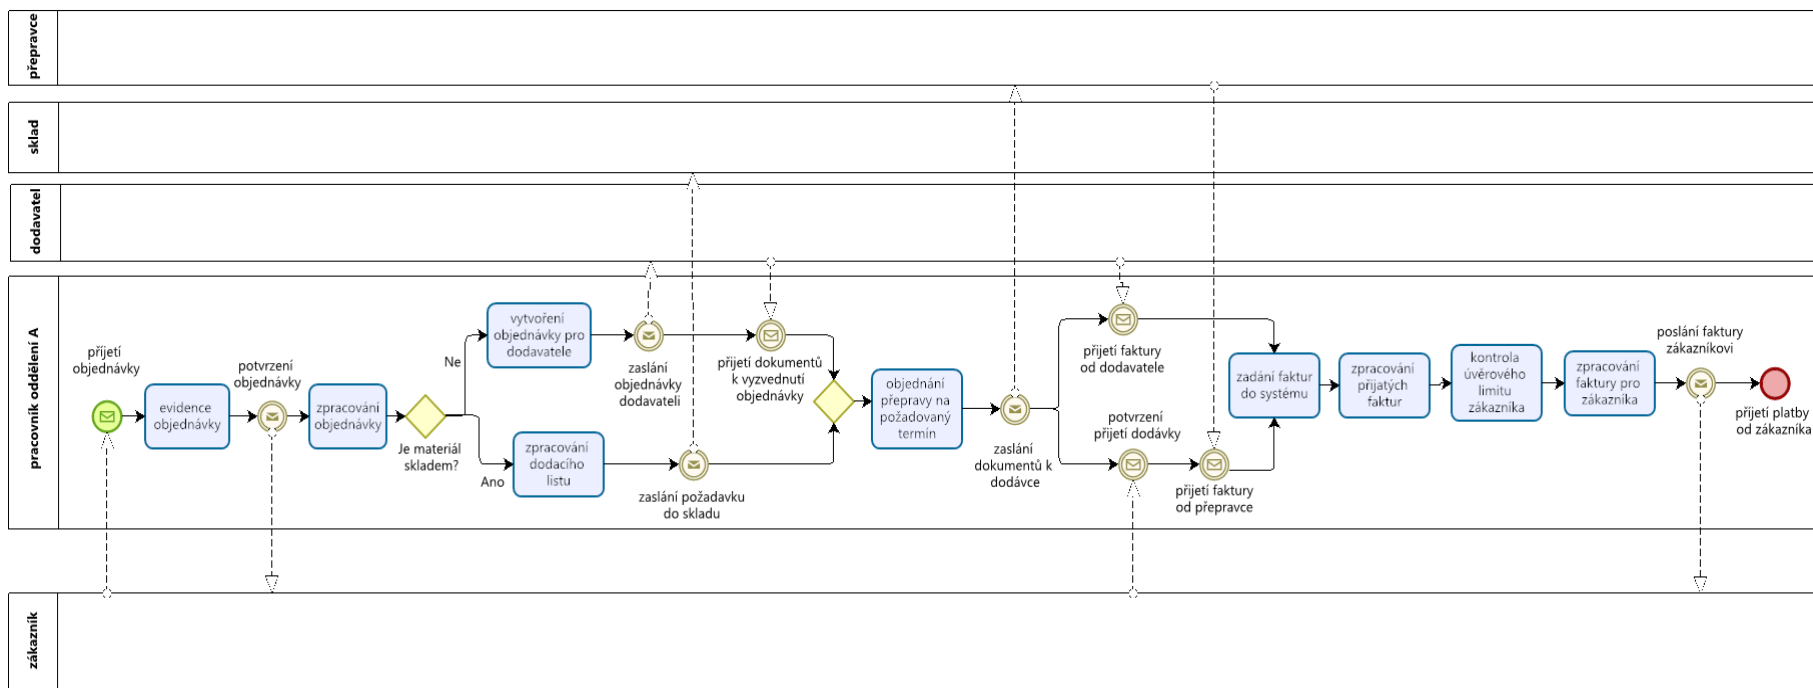 přepravce
sklad
dodavatel
pracovník oddělení A
zákazník
příjetí
objednávky
evidence
objednávky
potvrzení
objednávky
zpracování
objednávky
Je materiál
skladem?
Ne
Ano
vytvoření
objednávky pro
dodavatele
zaslání
objednávky
dodavateli
přijetí dokumentů
k vyzvednutí
objednávky
zpracování
dodacího
listu
zaslání požadavku
do skladu
objednání
přepravy na
požadovaný
termín
zaslání
dokumentů k
dodávce
přijetí faktury
od dodavatele
potvrzení
přijetí dodávky
přijetí faktury
od přepravce
zadání faktur
do systému
zpracování
přijatých
faktur
kontrola
úvěrového
limitu
zákazníka
zpracování
faktury pro
zákazníka
poslání faktury
zákazníkovi
příjetí platby
od zákazníka